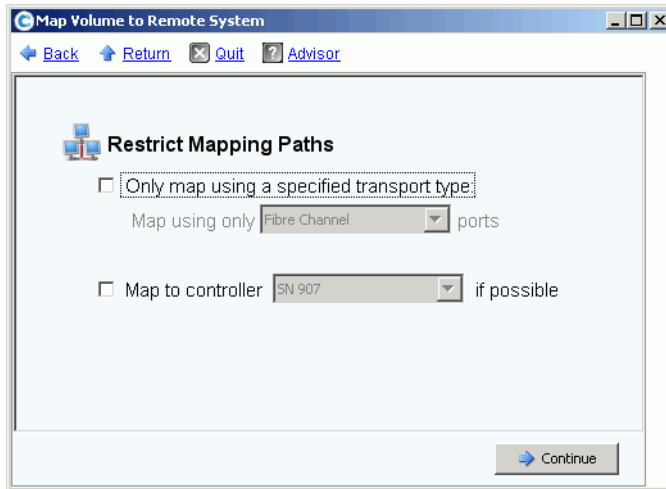 Map Volume to Remote System
Back Return Quit ? Advisor
Restrict Mapping Paths
Only map using a specified transport type:
Map using only Fibre Channel ports
Map to controller SN 907 if possible
Continue